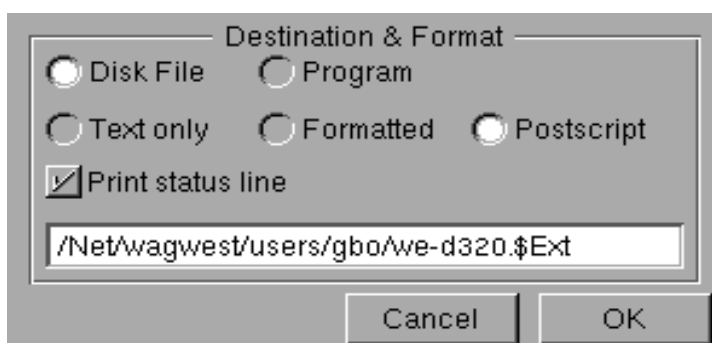 Destination & Format
Disk File Program
Text only Formatted Postscript
Print status line
/Net/wagwest/users/gbo/we-d320.$Ext
Cancel OK